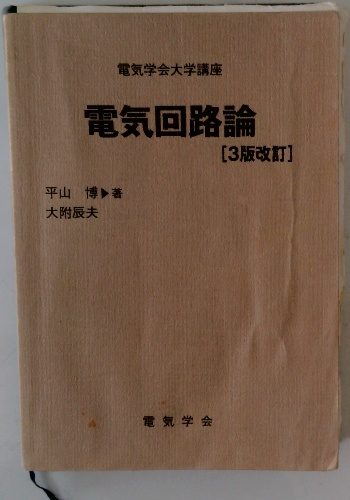 電気学会大学講座
電気回路論
［3版改訂］
平山 博▶著
大附辰夫
電気学会